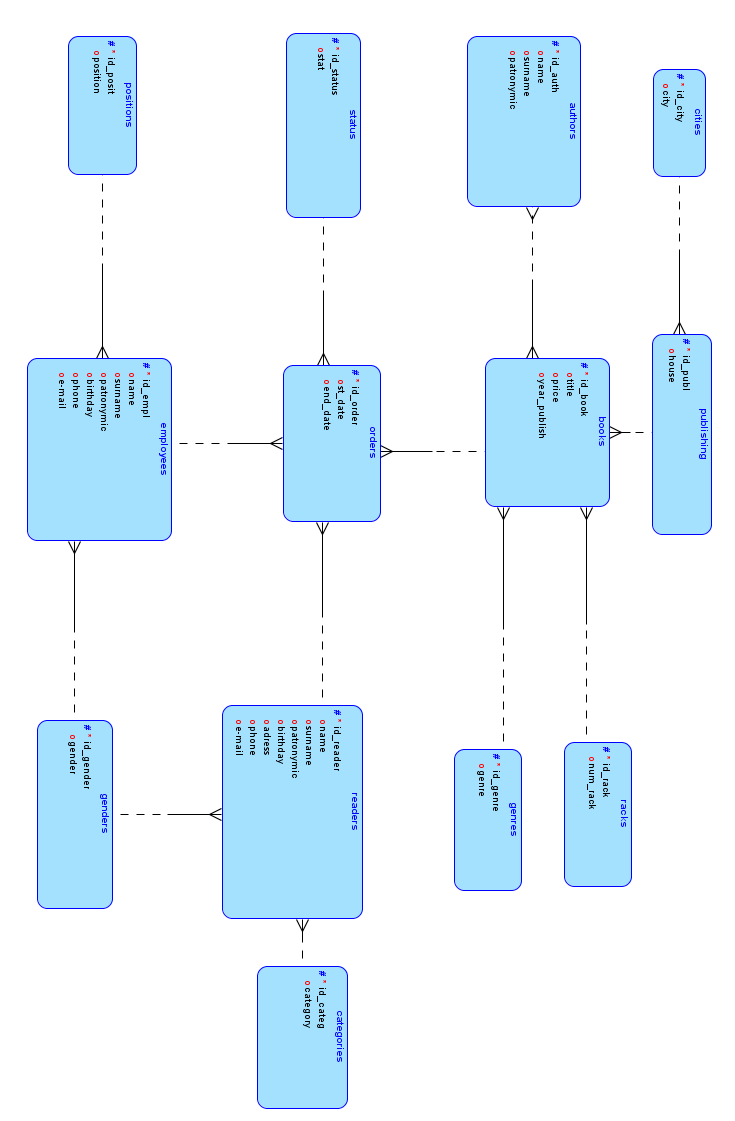 cities
# * id_city
o city
publishing
# * id_publ
o house
authors
# * id_auth
o name
o surname
o patronymic
books
# * id_book
o title
o price
o year_publish
racks
# * id_rack
o num_rack
genres
# * id_genre
o genre
status
# * id_status
o stat
orders
# * id_order
o st_date
o end_date
readers
# * id_reader
o name
o surname
o patronymic
o birthday
o adress
o phone
o e-mail
categories
# * id_categ
o category
positions
# * id_posit
o position
employees
# * id_empl
o name
o surname
o patronymic
o birthday
o phone
o e-mail
genders
# * id_gender
o gender